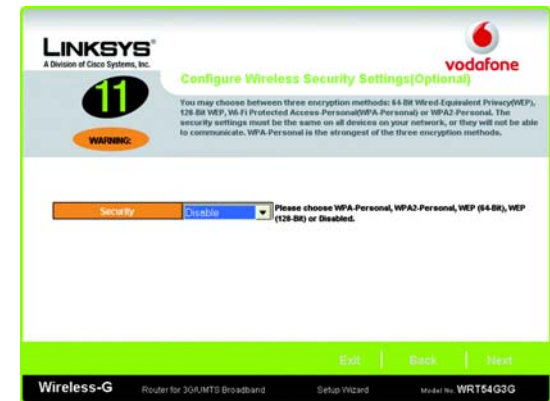 LINKSYS®
A Division of Cisco Systems, Inc.
vodafone
11
WARNING:
Configure Wireless Security Settings(Optional)
You may choose between three encryption methods: 64-Bit Wired-Equivalent Privacy(WEP),
128-Bit WEP, Wi-Fi Protected Access-Personal(WPA-Personal) or WPA2-Personal. The
security settings must be the same on all devices on your network, or they will not be able
to communicate. WPA-Personal is the strongest of the three encryption methods.
Security
Disable
Please choose WPA-Personal, WPA2-Personal, WEP (64-Bit), WEP
(128-Bit) or Disabled.
Exit
Back
Next
Wireless-G
Router for 3G/UMTS Broadband
Setup Wizard
Model No. WRT54G3G